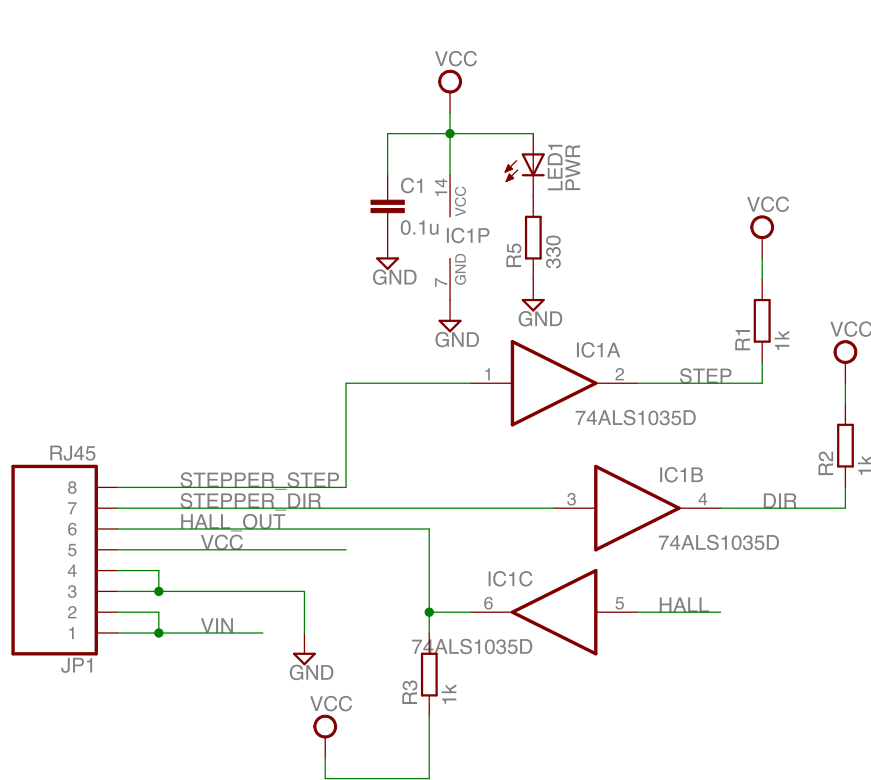 VCC
C1
0.1u
14
VCC
IC1P
GND
7
LED1
PWR
R5
330
GND
GND
GND
VCC
R1
1k
VCC
R2
1k
IC1A
1
2
STEP
74ALS1035D
RJ45
8
STEPPER_STEP
7
STEPPER_DIR
6
HALL_OUT
5
VCC
4
3
2
1
VIN
JP1
GND
IC1B
3
4
DIR
74ALS1035D
IC1C
6
5
HALL
74ALS1035D
R3
1k
VCC